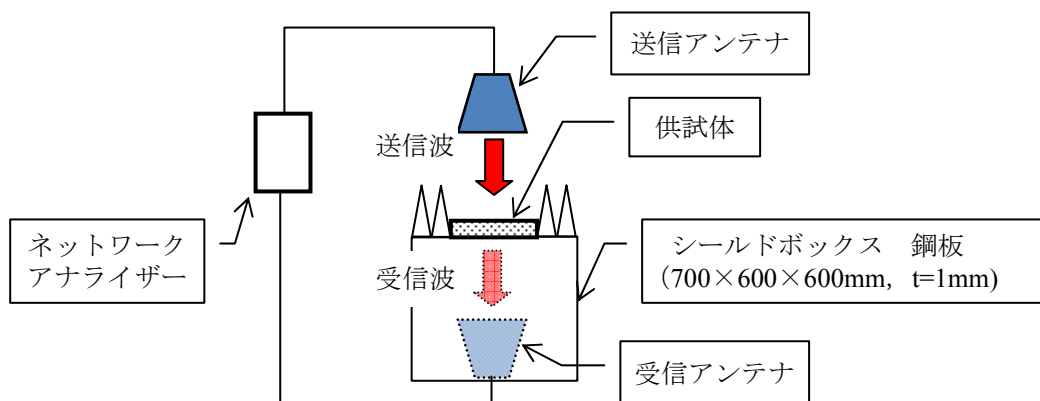 送信アンテナ
供試体
送信波
ネットワーク
アナライザー
シールドボックス　鋼板
（700×600×600mm，t=1mm)
受信波
受信アンテナ